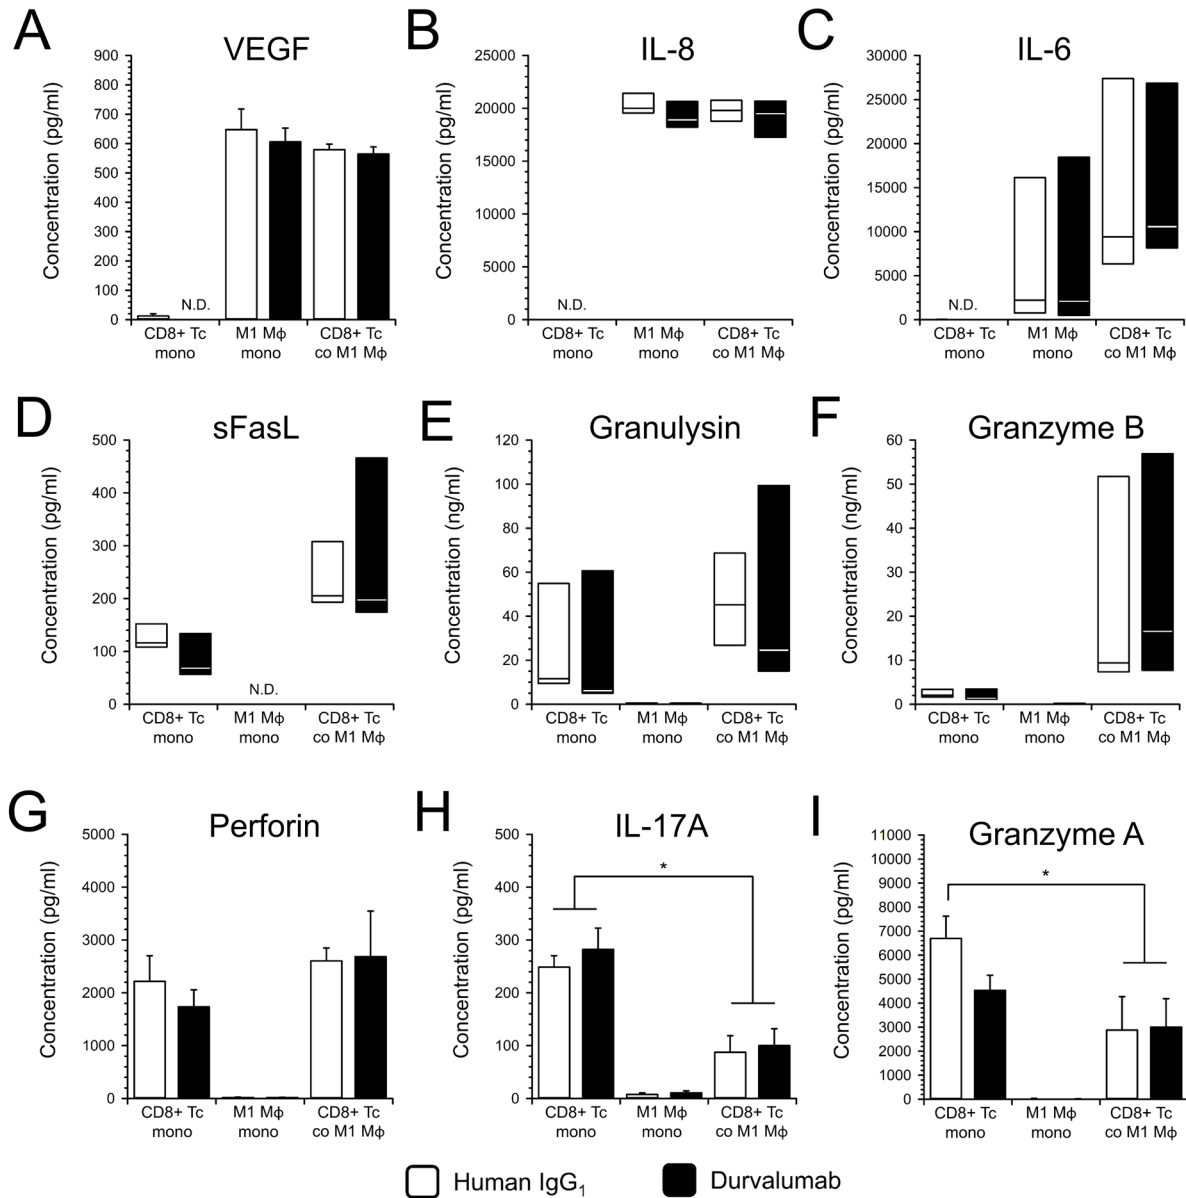 A
VEGF
Concentration (pg/ml)
900
800
700
600
500
400
300
200
100
0
N.D.
CD8+ Tc
mono
M1 Mϕ
mono
CD8+ Tc
co M1 Mϕ
B
IL-8
Concentration (pg/ml)
25000
20000
15000
10000
5000
0
N.D.
CD8+ Tc
mono
M1 Mϕ
mono
CD8+ Tc
co M1 Mϕ
C
IL-6
Concentration (pg/ml)
30000
25000
20000
15000
10000
5000
0
N.D.
CD8+ Tc
mono
M1 Mϕ
mono
CD8+ Tc
co M1 Mϕ
D
sFasL
Concentration (pg/ml)
500
400
300
200
100
0
N.D.
CD8+ Tc
mono
M1 Mϕ
mono
CD8+ Tc
co M1 Mϕ
E
Granulysin
Concentration (ng/ml)
120
100
80
60
40
20
0
CD8+ Tc
mono
M1 Mϕ
mono
CD8+ Tc
co M1 Mϕ
F
Granzyme B
Concentration (ng/ml)
60
50
40
30
20
10
0
CD8+ Tc
mono
M1 Mϕ
mono
CD8+ Tc
co M1 Mϕ
G
Perforin
Concentration (pg/ml)
5000
4000
3000
2000
1000
0
CD8+ Tc
mono
M1 Mϕ
mono
CD8+ Tc
co M1 Mϕ
H
IL-17A
Concentration (pg/ml)
500
400
300
200
100
0
*
CD8+ Tc
mono
M1 Mϕ
mono
CD8+ Tc
co M1 Mϕ
I
Granzyme A
Concentration (pg/ml)
11000
10000
9000
8000
7000
6000
5000
4000
3000
2000
1000
0
*
CD8+ Tc
mono
M1 Mϕ
mono
CD8+ Tc
co M1 Mϕ
Human IgG₁
Durvalumab